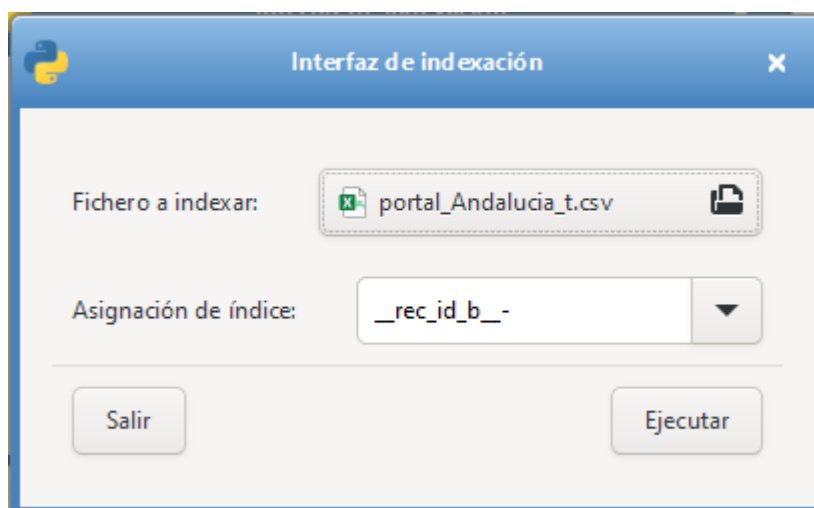 Interfaz de indexación
Fichero a indexar: portal_Andalucia_t.csv
Asignación de índice: __rec_id_b__-
Salir Ejecutar